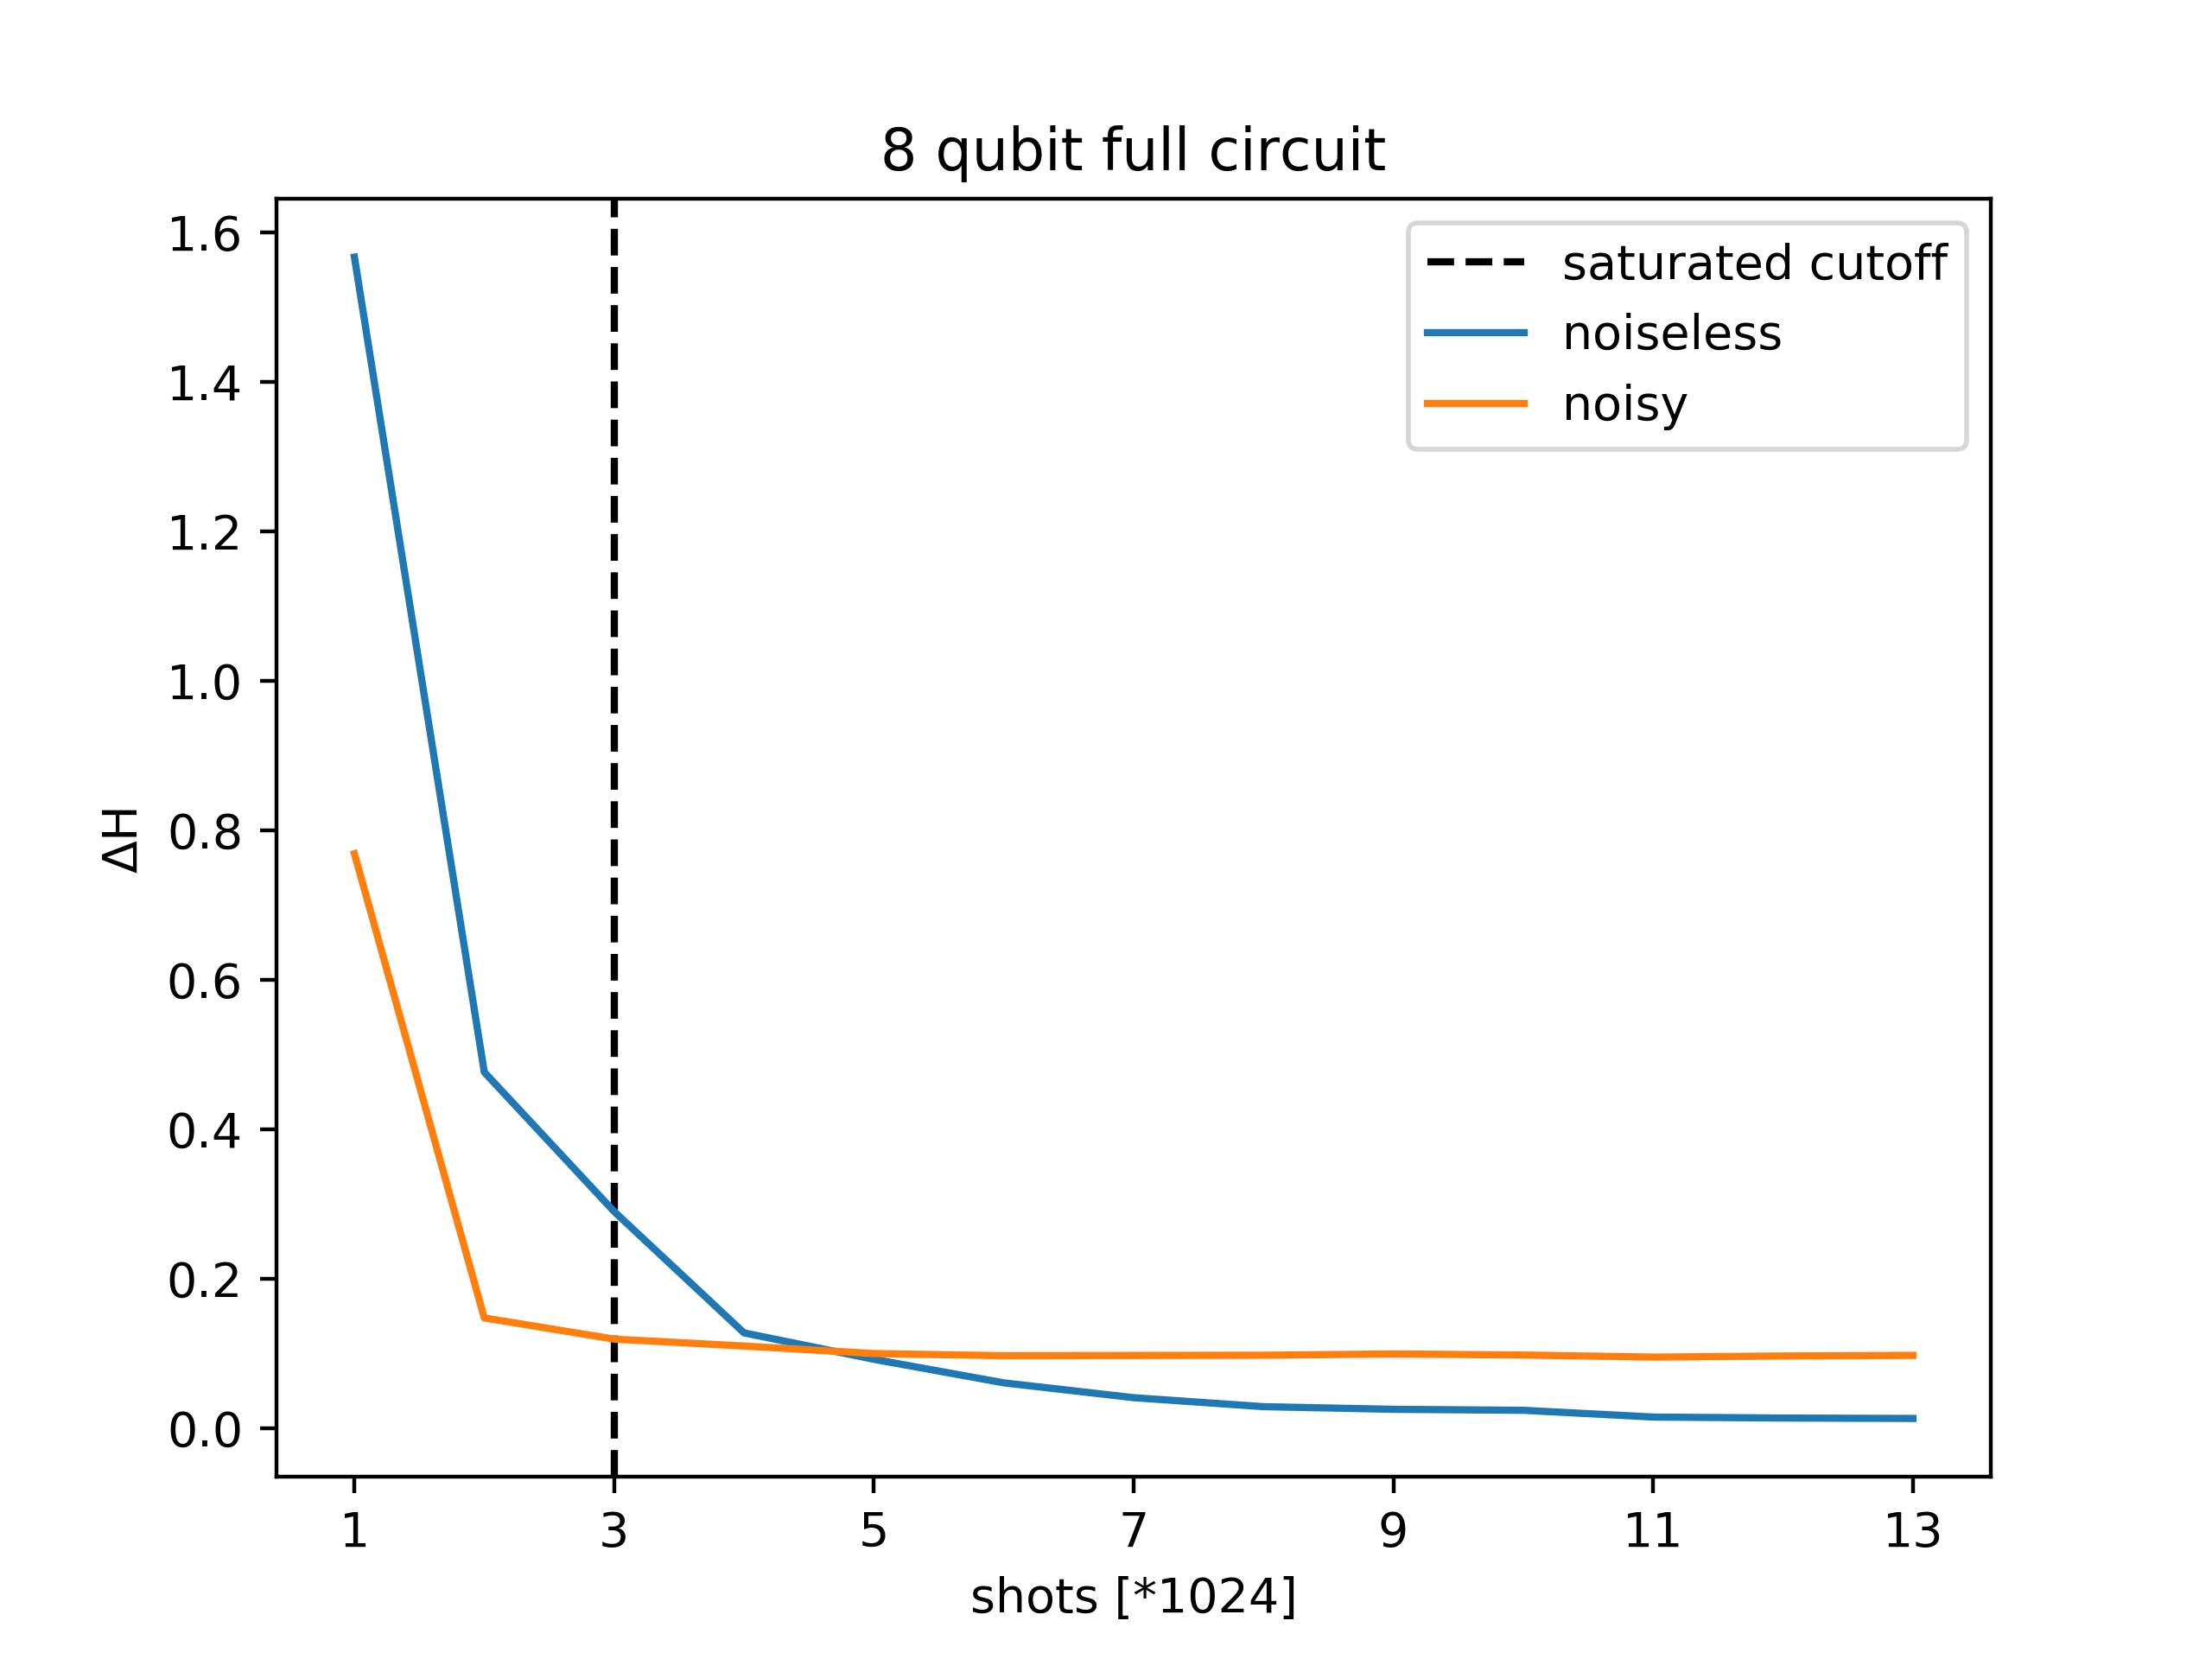 8 qubit full circuit
saturated cutoff
noiseless
noisy
1.6
1.4
1.2
1.0
0.8
0.6
0.4
0.2
0.0
ΔH
1 3 5 7 9 11 13
shots [*1024]